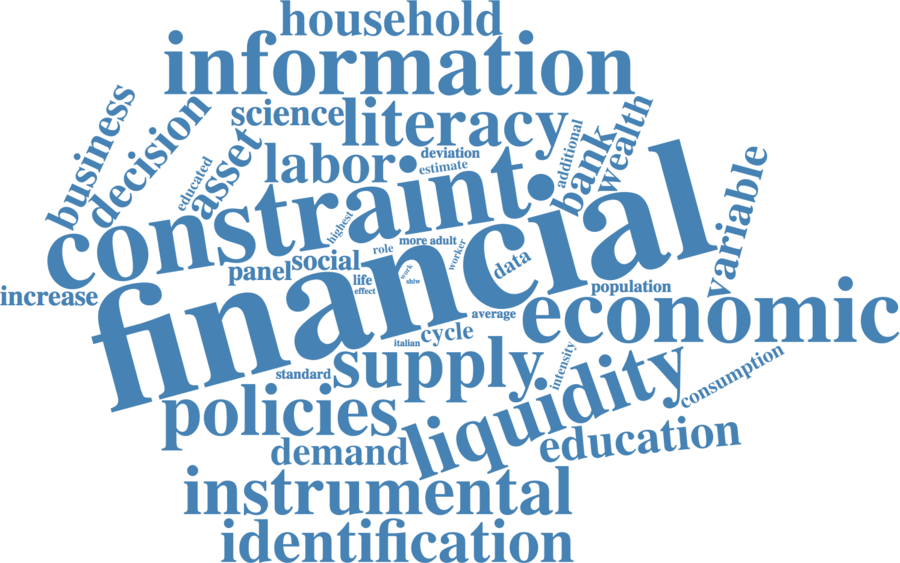 household
information
business
decision
science
literacy
educated
asset
labor
deviation
estimate
additional
bank
wealth
constraint
highest
role
more adult
worker
financial
variable
panel
social
life
effect
work
shiw
data
population
increase
average
economic
italian
cycle
standard
supply
intensity
consumption
policies
liquidity
demand
education
instrumental
identification